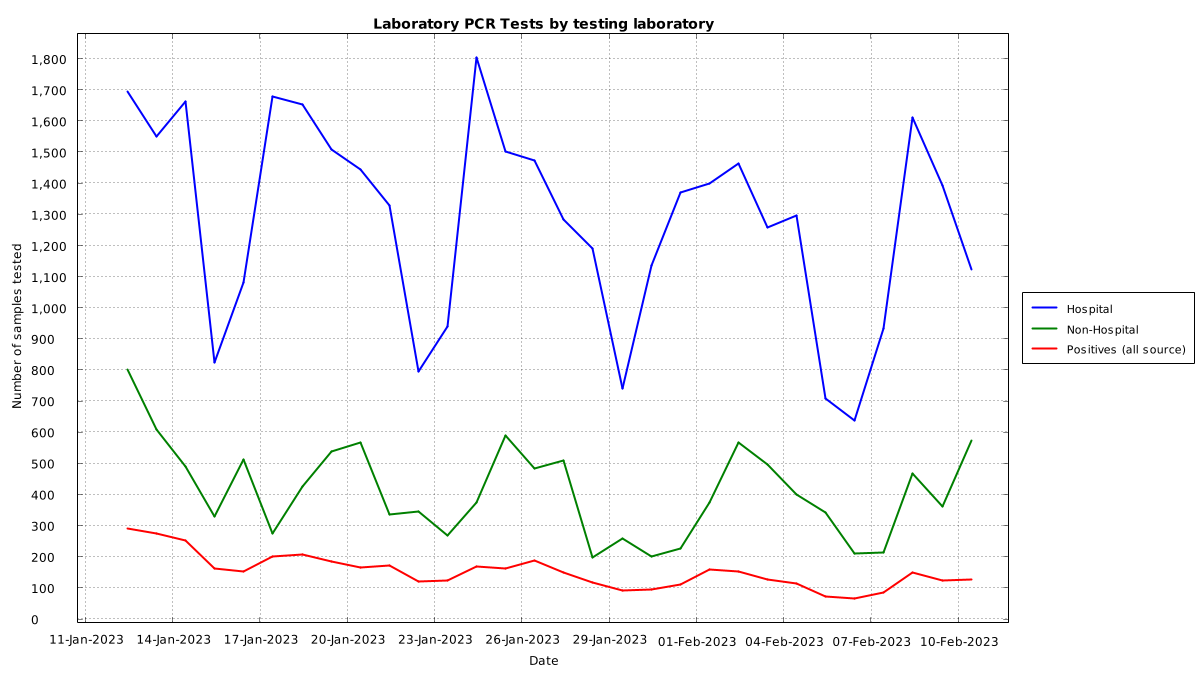 Laboratory PCR Tests by testing laboratory
Number of samples tested
1,800
1,700
1,600
1,500
1,400
1,300
1,200
1,100
1,000
900
800
700
600
500
400
300
200
100
0
11-Jan-2023 14-Jan-2023 17-Jan-2023 20-Jan-2023 23-Jan-2023 26-Jan-2023 29-Jan-2023 01-Feb-2023 04-Feb-2023 07-Feb-2023 10-Feb-2023
Date
Hospital
Non-Hospital
Positives (all source)